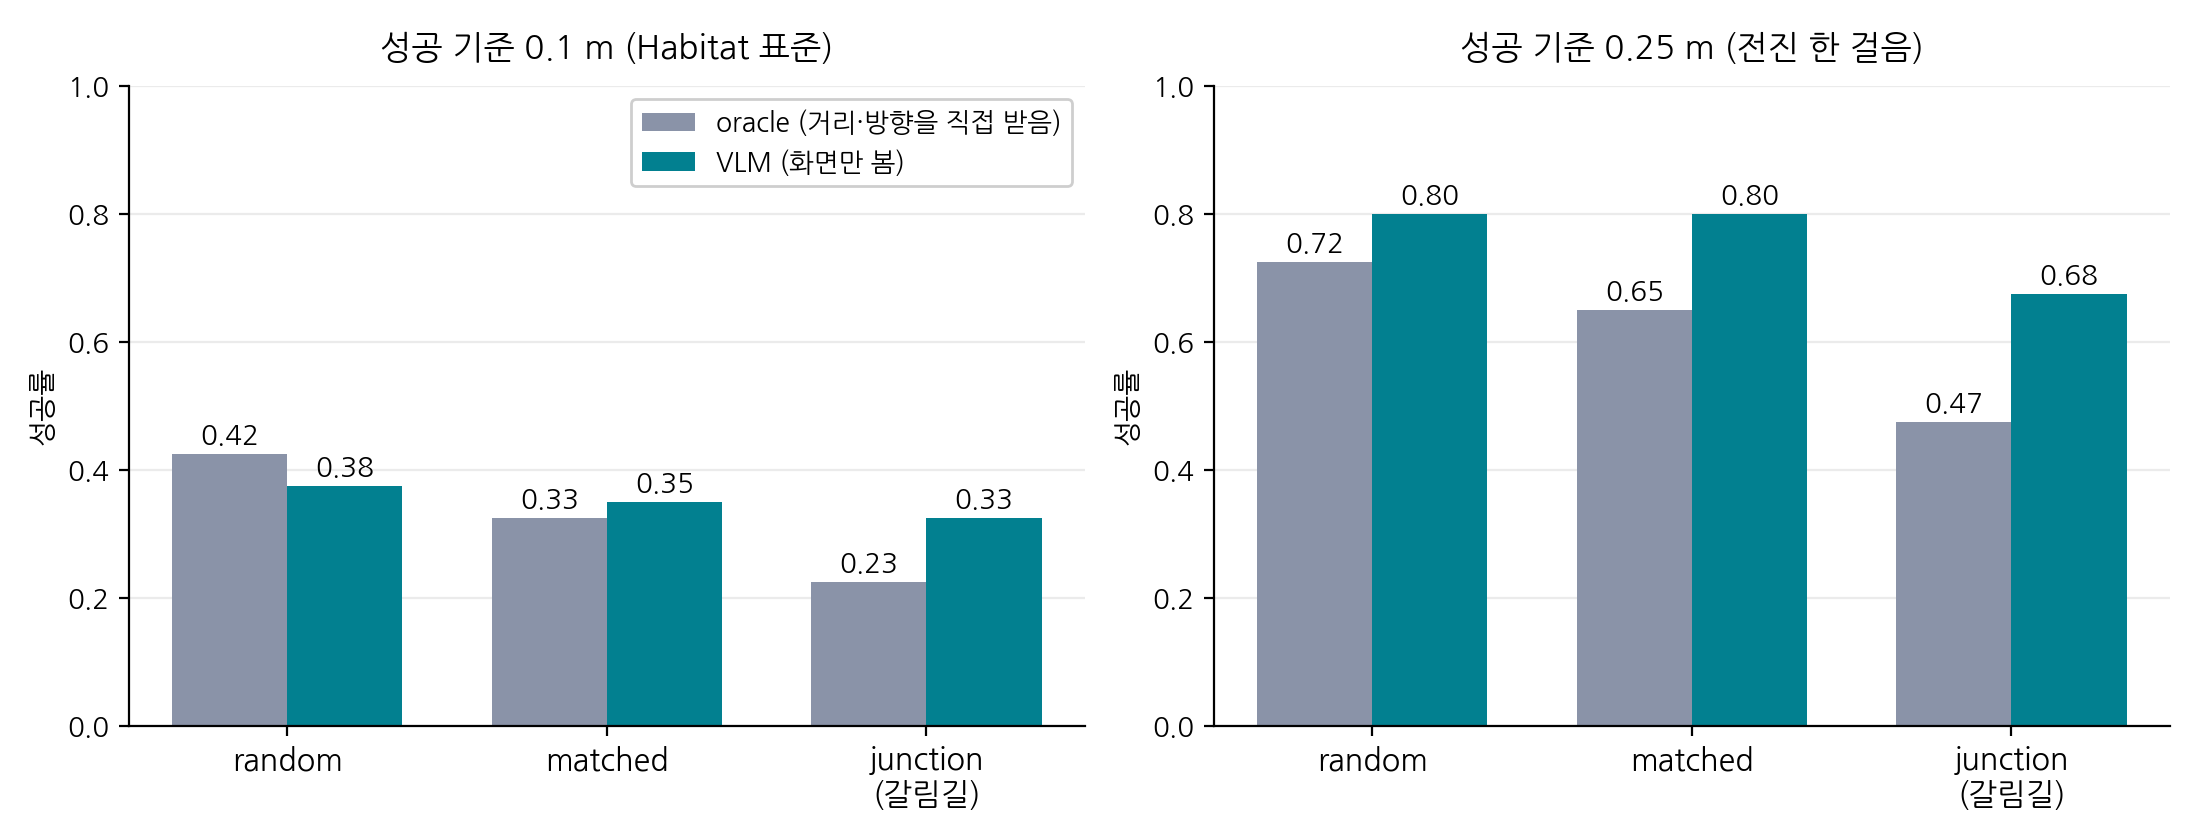 성공 기준 0.1 m (Habitat 표준)
oracle (거리·방향을 직접 받음)
VLM (화면만 봄)
성공률
1.0
0.8
0.6
0.4
0.2
0.0
0.42
0.38
0.33
0.35
0.23
0.33
random
matched
junction
(갈림길)
성공 기준 0.25 m (전진 한 걸음)
성공률
1.0
0.8
0.6
0.4
0.2
0.0
0.72
0.80
0.65
0.80
0.47
0.68
random
matched
junction
(갈림길)